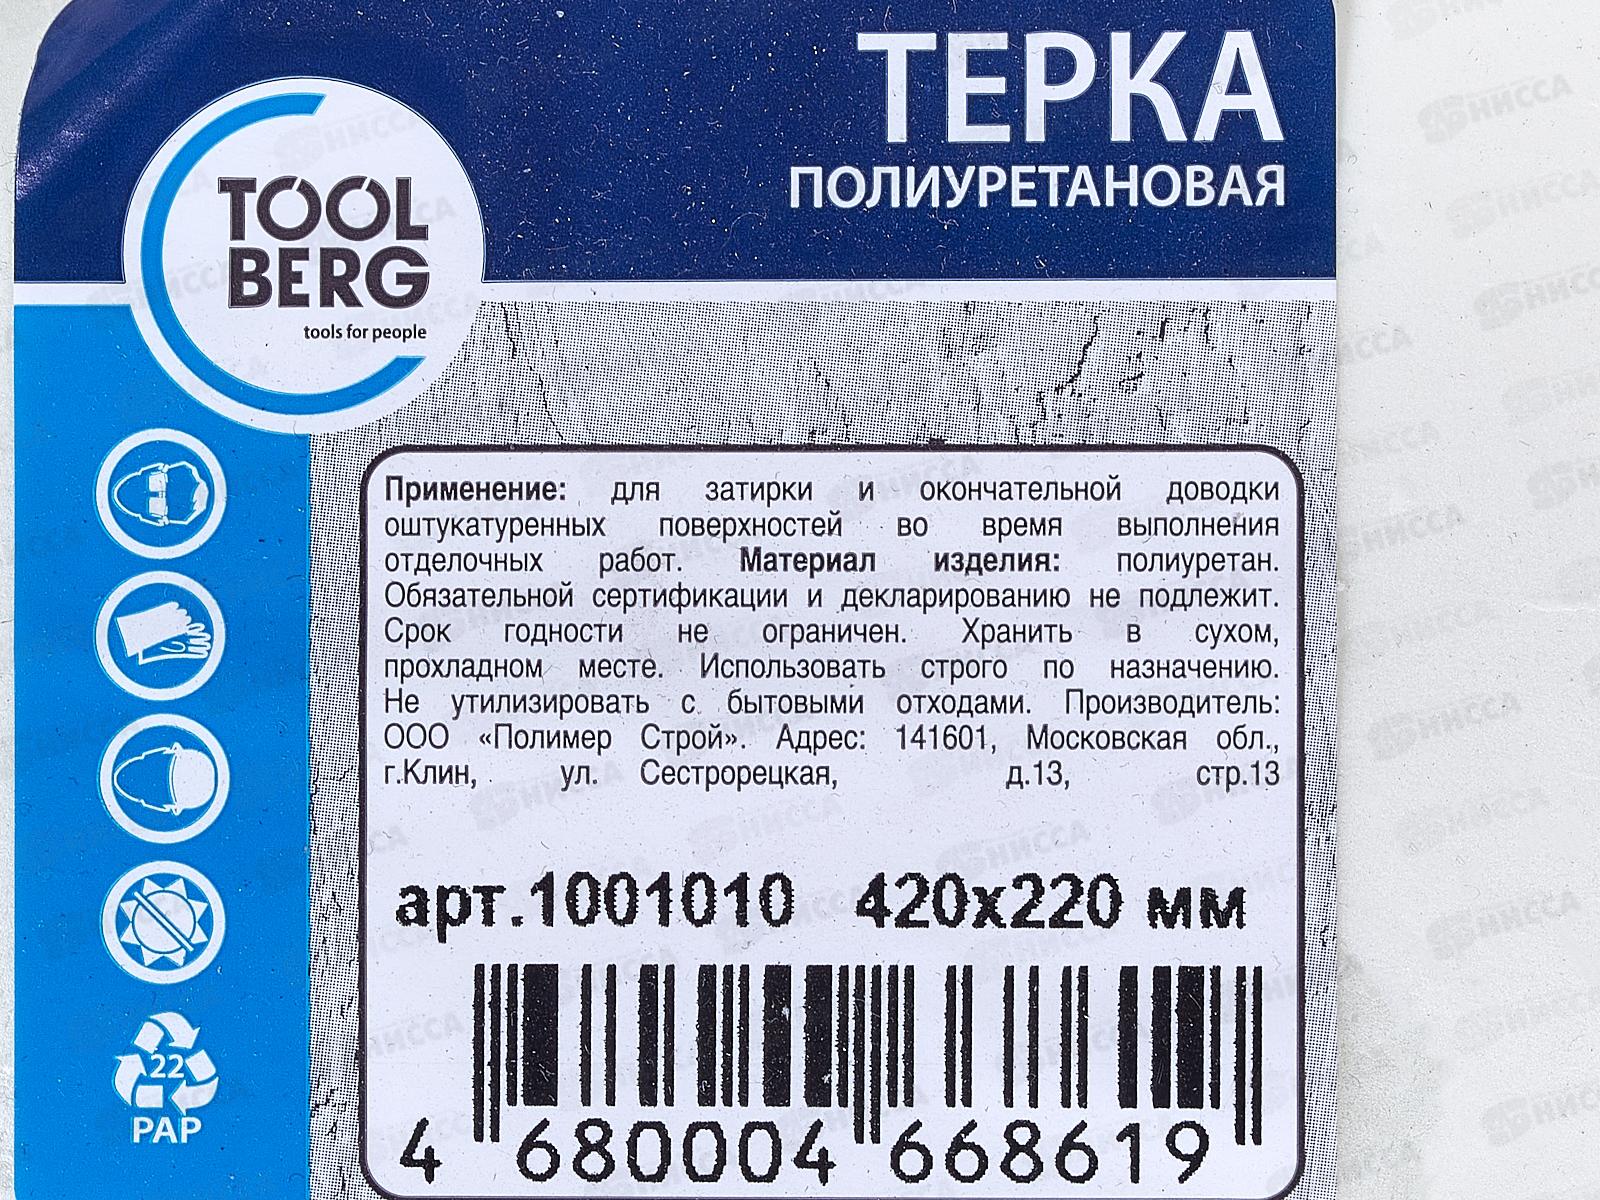 ТЕРКА
ПОЛИУРЕТАНОВАЯ
TOOL
BERG
tools for people
Применение: для затирки и окончательной доводки
оштукатуренных поверхностей во время выполнения
отделочных работ. Материал изделия: полиуретан.
Обязательной сертификации и декларированию не подлежит.
Срок годности не ограничен. Хранить в сухом,
прохладном месте. Использовать строго по назначению.
Не утилизировать с бытовыми отходами. Производитель:
ООО «Полимер Строй». Адрес: 141601, Московская обл.,
г.Клин, ул. Сестрорецкая, д.13, стр.13
арт.1001010 420х220 мм
4 680004 668619
22
PAP
НИССА